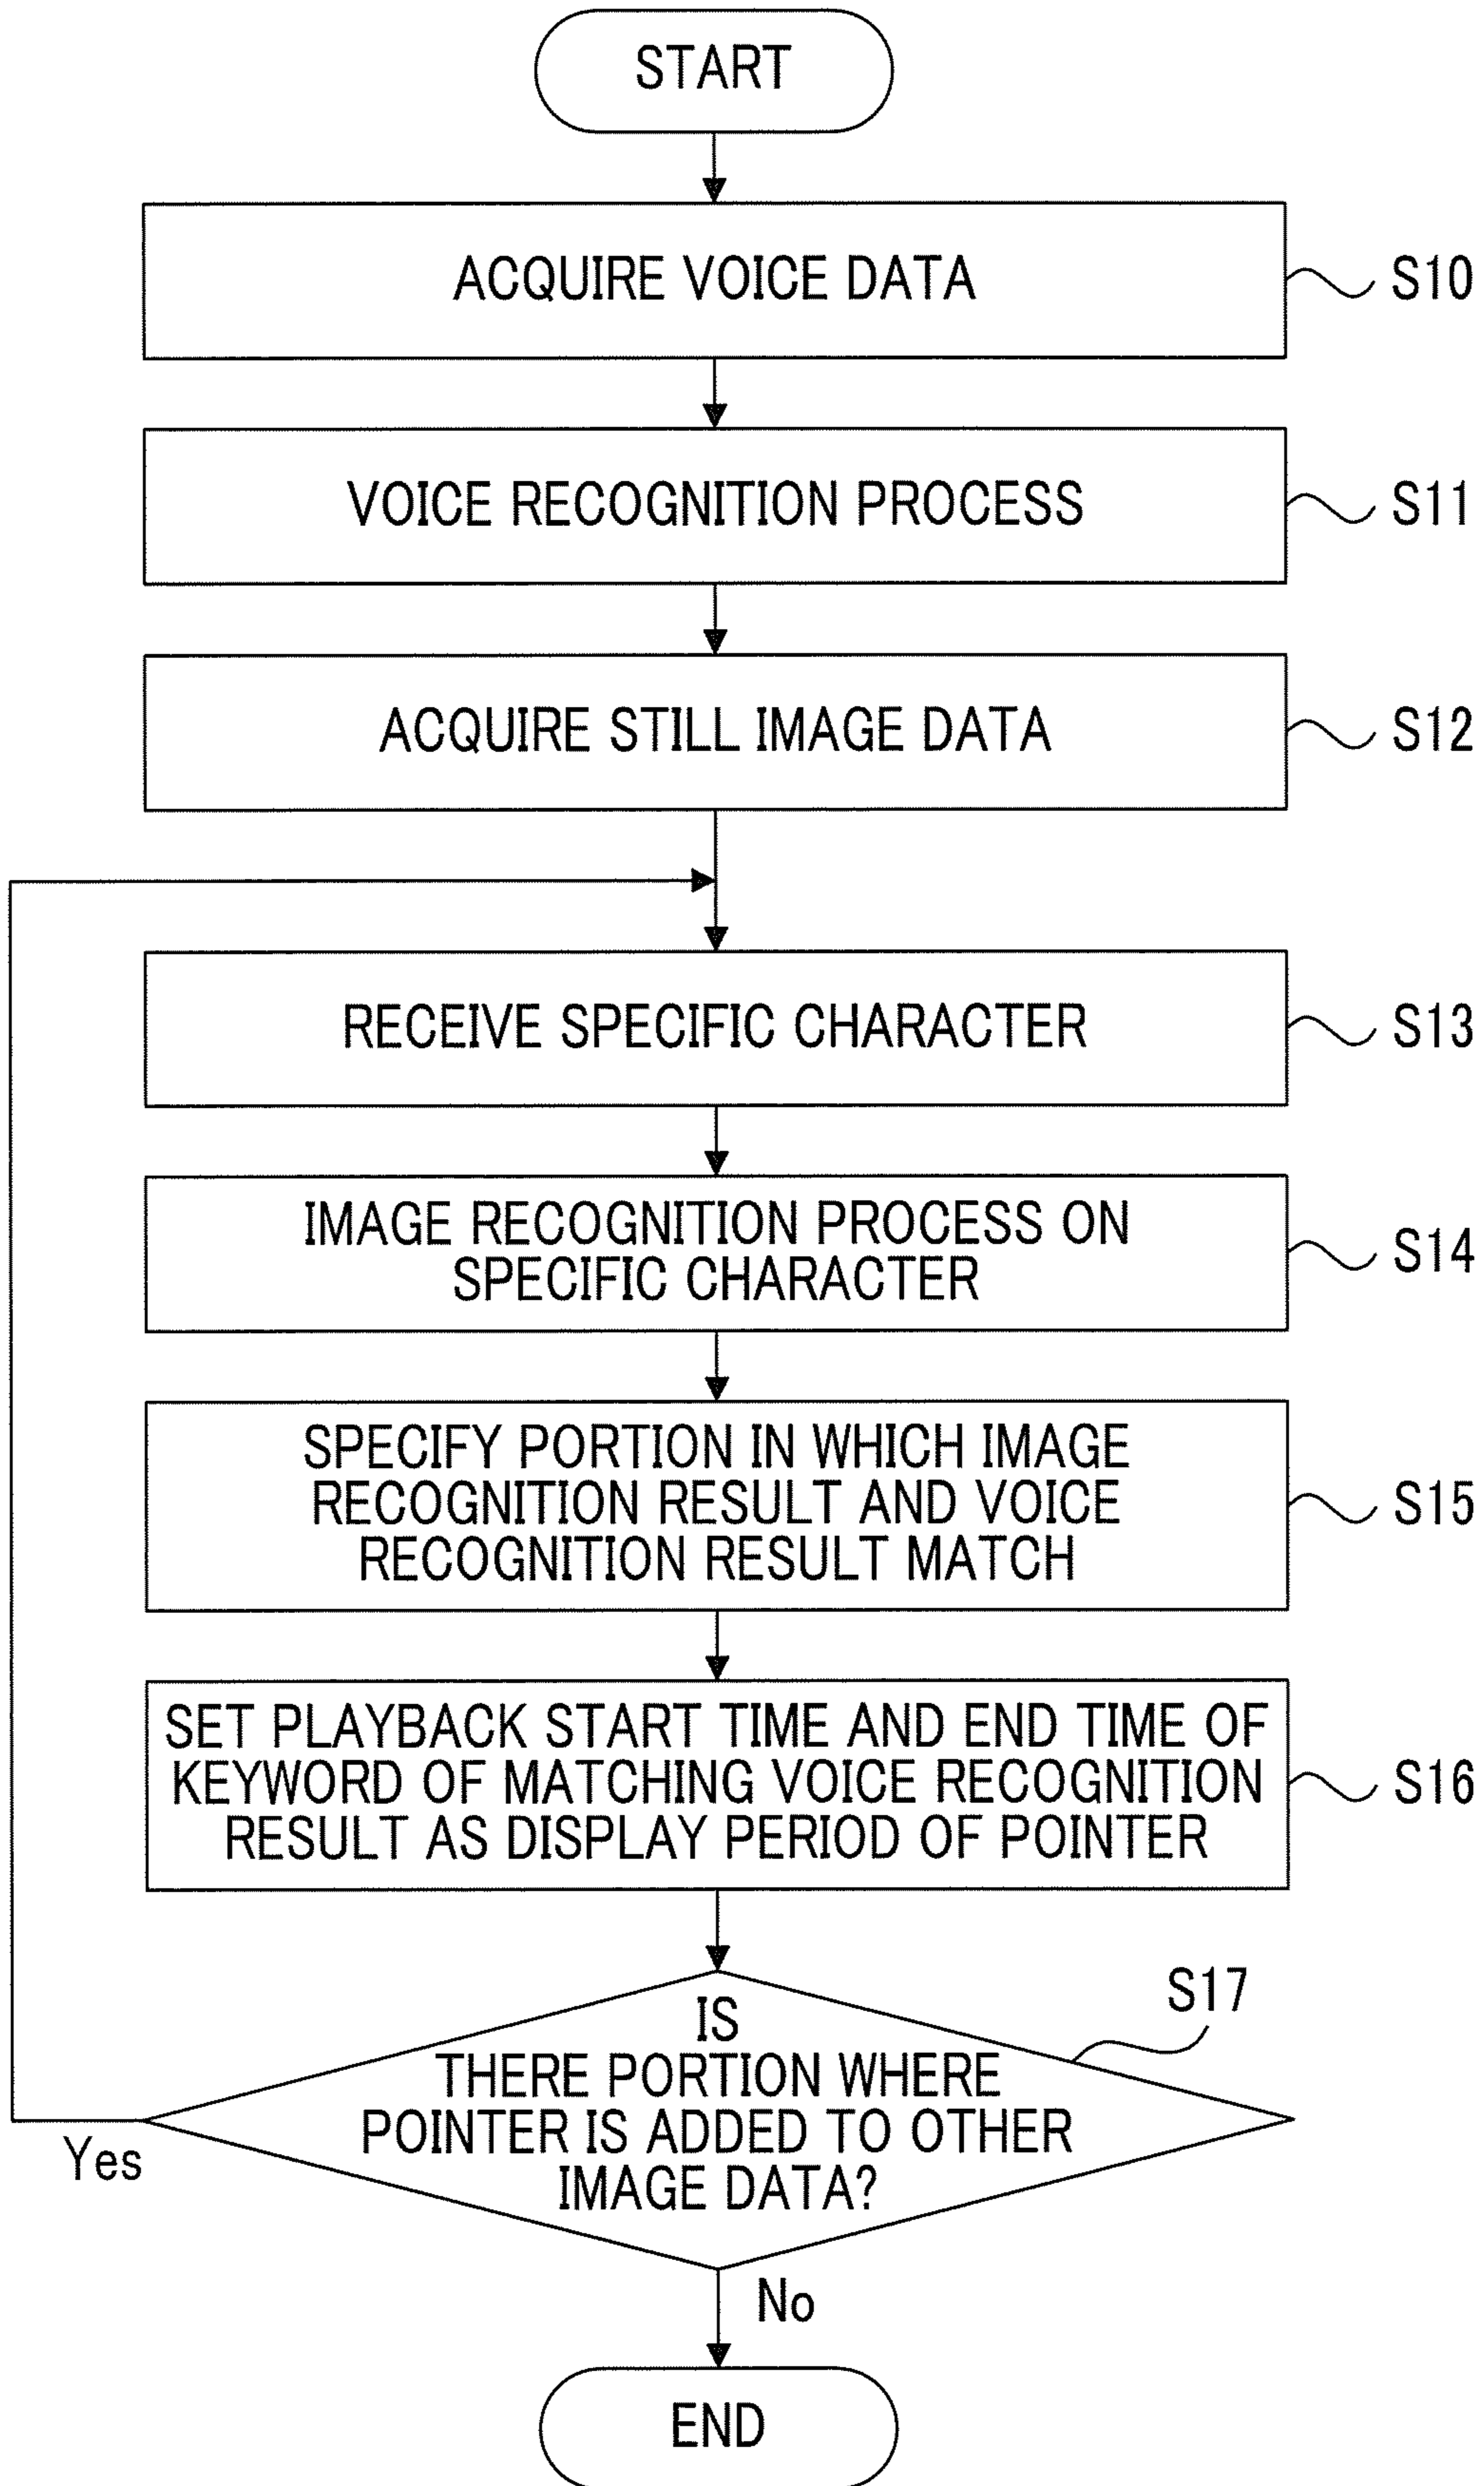 START
ACQUIRE VOICE DATA
S10
VOICE RECOGNITION PROCESS
S11
ACQUIRE STILL IMAGE DATA
S12
RECEIVE SPECIFIC CHARACTER
S13
IMAGE RECOGNITION PROCESS ON
SPECIFIC CHARACTER
S14
SPECIFY PORTION IN WHICH IMAGE
RECOGNITION RESULT AND VOICE
RECOGNITION RESULT MATCH
S15
SET PLAYBACK START TIME AND END TIME OF
KEYWORD OF MATCHING VOICE RECOGNITION
RESULT AS DISPLAY PERIOD OF POINTER
S16
S17
IS
THERE PORTION WHERE
POINTER IS ADDED TO OTHER
IMAGE DATA?
Yes
No
END